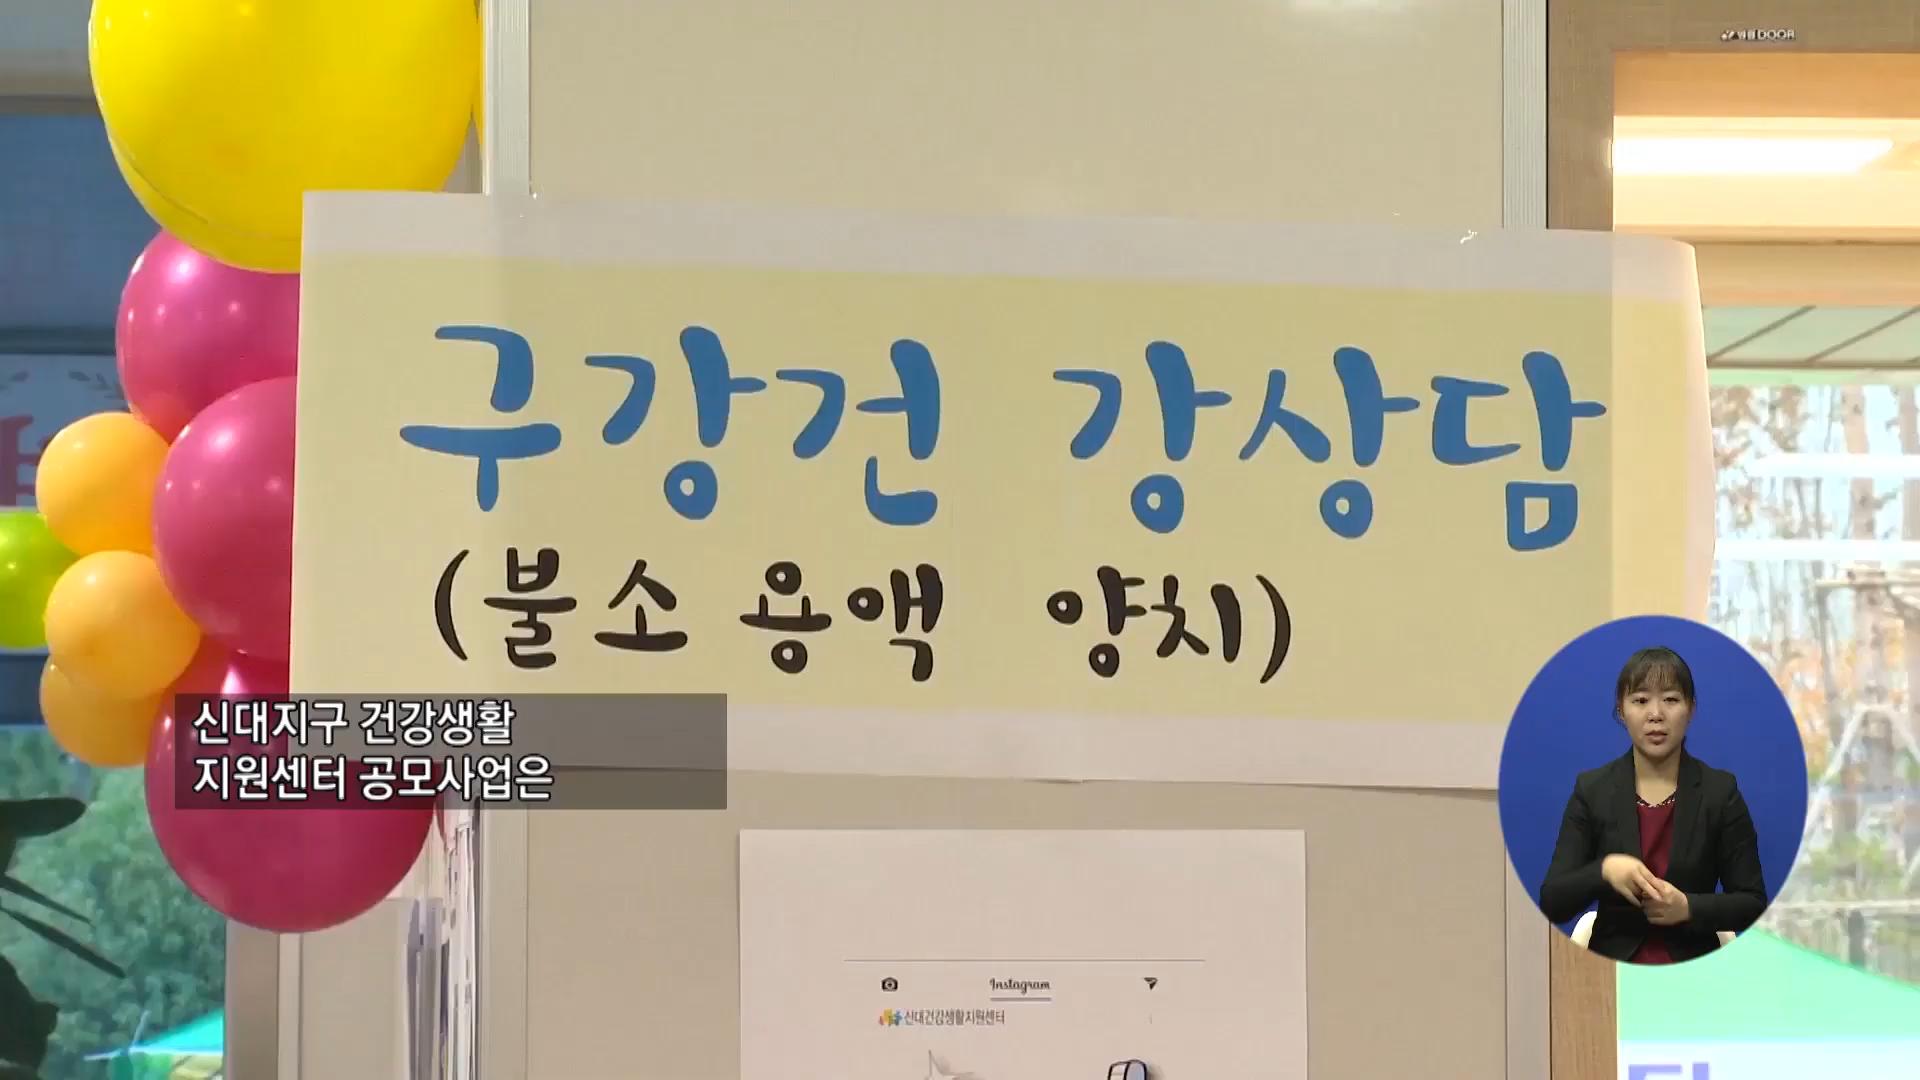 DOOR
구강건 강상담
(불소 용액 양치)
신대지구 건강생활
지원센터 공모사업은
Instagram
신대건강생활지원센터